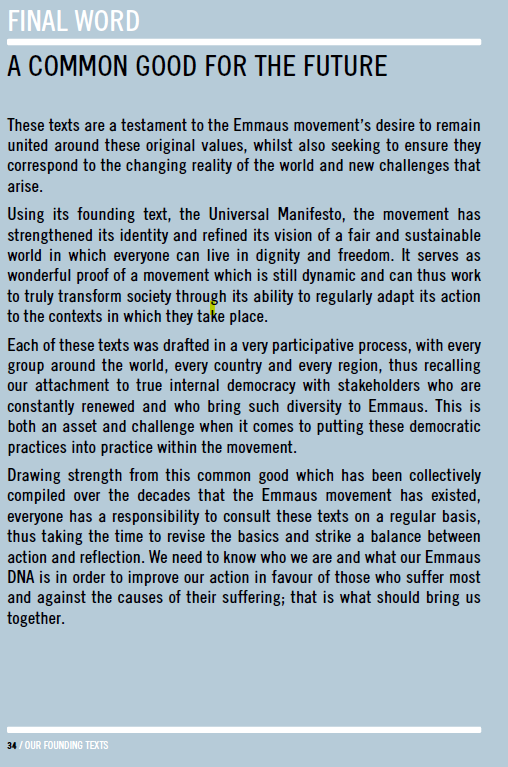 FINAL WORD
A COMMON GOOD FOR THE FUTURE
These texts are a testament to the Emmaus movement's desire to remain
united around these original values, whilst also seeking to ensure they
correspond to the changing reality of the world and new challenges that
arise.
Using its founding text, the Universal Manifesto, the movement has
strengthened its identity and refined its vision of a fair and sustainable
world in which everyone can live in dignity and freedom. It serves as
wonderful proof of a movement which is still dynamic and can thus work
to truly transform society through its ability to regularly adapt its action
to the contexts in which they take place.
Each of these texts was drafted in a very participative process, with every
group around the world, every country and every region, thus recalling
our attachment to true internal democracy with stakeholders who are
constantly renewed and who bring such diversity to Emmaus. This is
both an asset and challenge when it comes to putting these democratic
practices into practice within the movement.
Drawing strength from this common good which has been collectively
compiled over the decades that the Emmaus movement has existed,
everyone has a responsibility to consult these texts on a regular basis,
thus taking the time to revise the basics and strike a balance between
action and reflection. We need to know who we are and what our Emmaus
DNA is in order to improve our action in favour of those who suffer most
and against the causes of their suffering; that is what should bring us
together.
34 / OUR FOUNDING TEXTS